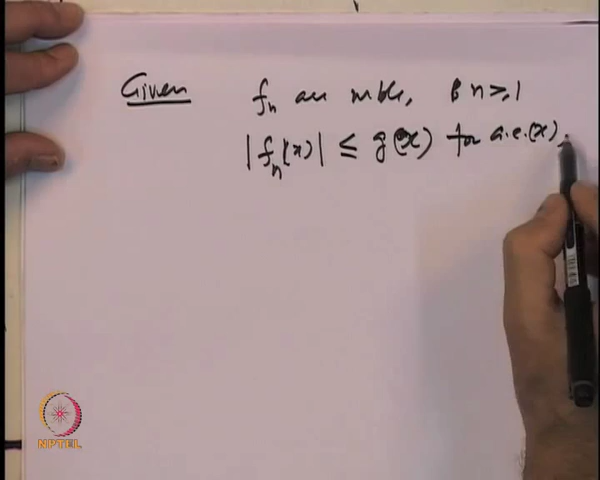 Given fₙ are mble, ∀ n ≥ 1
|fₙ(x)| ≤ g(x) for a.e.(x),
NPTEL